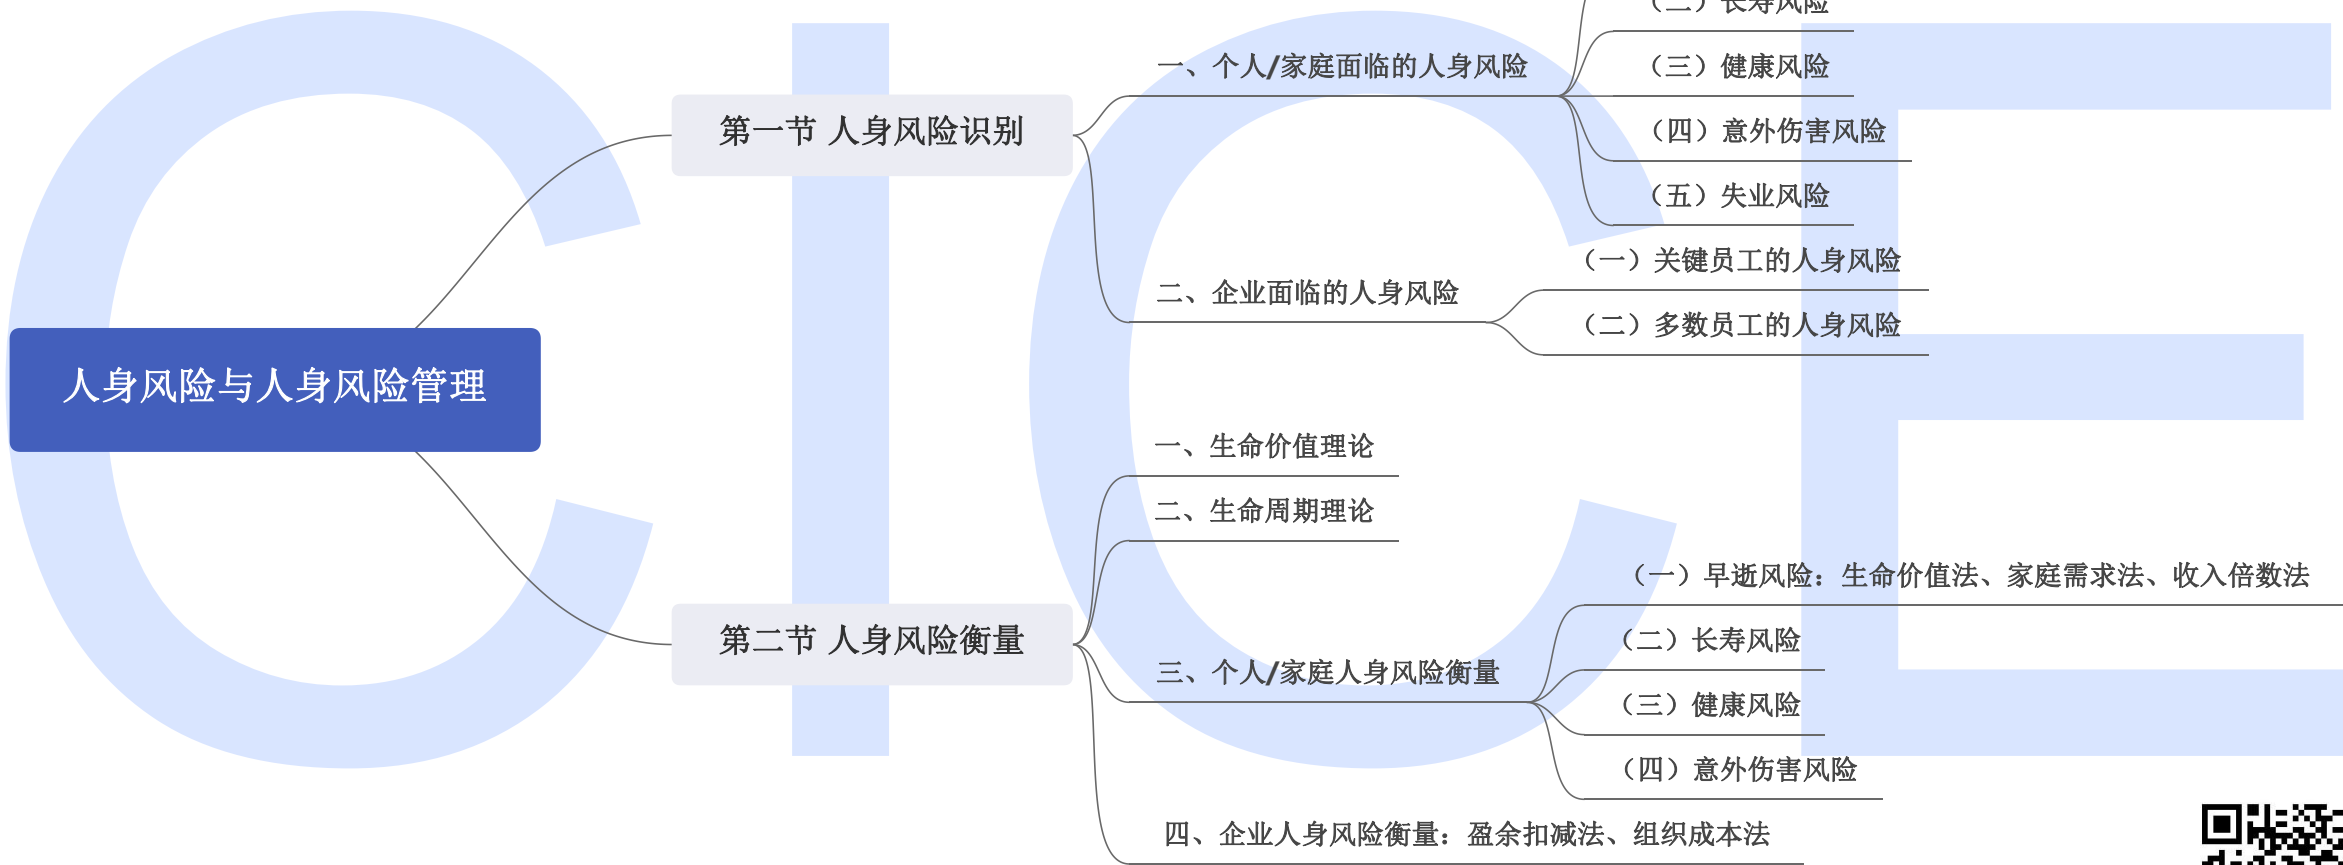 （二）长寿风险
一、个人/家庭面临的人身风险
（三）健康风险
第一节 人身风险识别
（四）意外伤害风险
（五）失业风险
（一）关键员工的人身风险
二、企业面临的人身风险
（二）多数员工的人身风险
人身风险与人身风险管理
一、生命价值理论
二、生命周期理论
（一）早逝风险：生命价值法、家庭需求法、收入倍数法
第二节 人身风险衡量
（二）长寿风险
三、个人/家庭人身风险衡量
（三）健康风险
（四）意外伤害风险
四、企业人身风险衡量：盈余扣减法、组织成本法
CICE